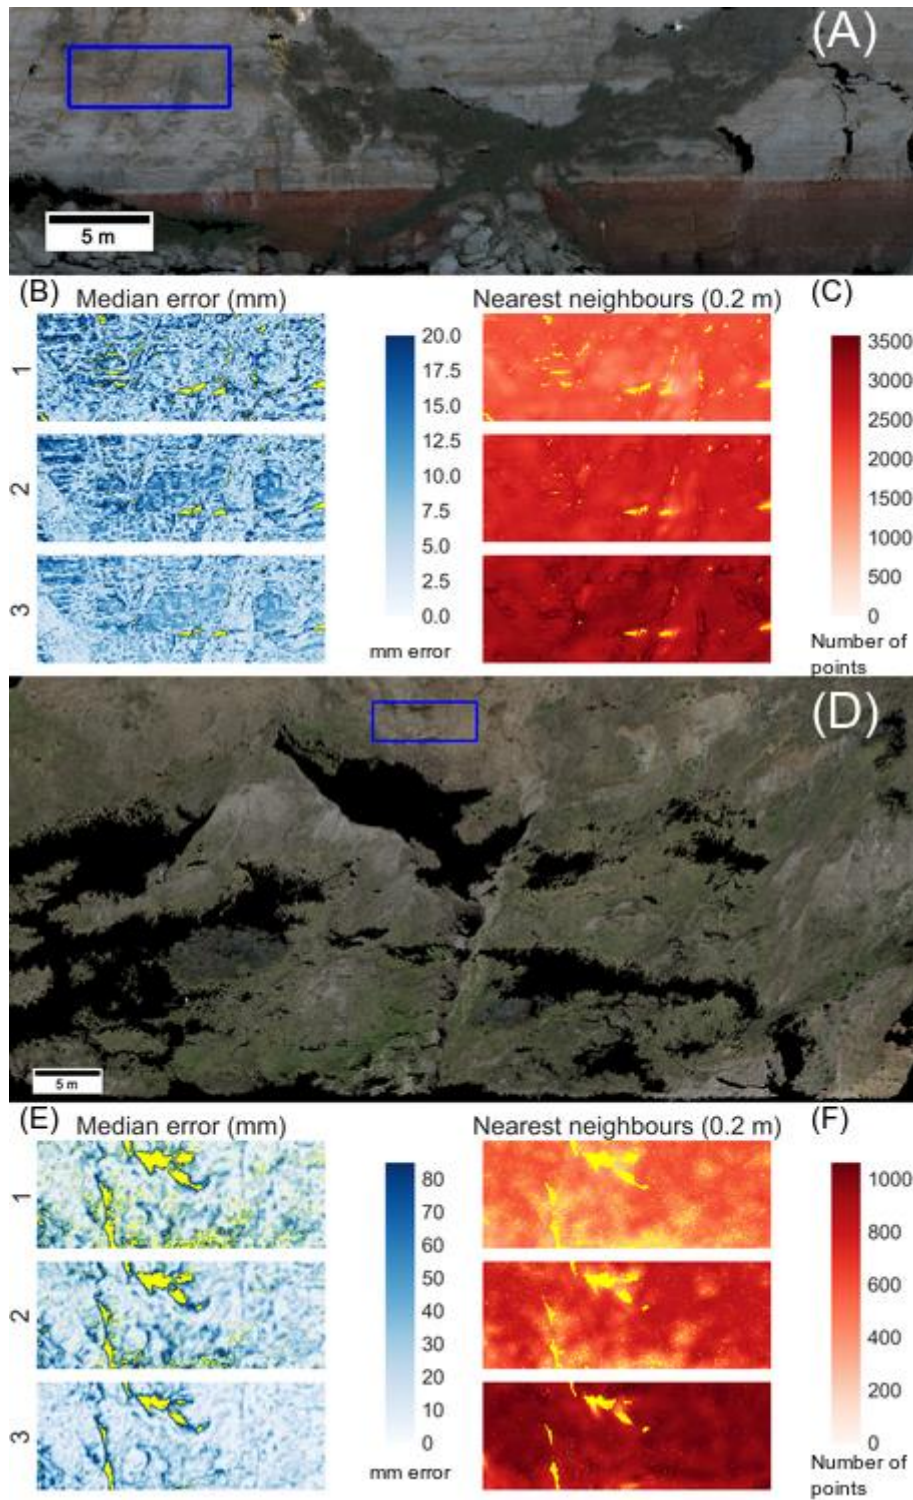 (A)
5 m
(B) Median error (mm)
Nearest neighbours (0.2 m) (C)
1
2
3
20.0
17.5
15.0
12.5
10.0
7.5
5.0
2.5
0.0
mm error
3500
3000
2500
2000
1500
1000
500
0
Number of
points
(D)
5 m
(E) Median error (mm)
Nearest neighbours (0.2 m) (F)
1
2
3
80
70
60
50
40
30
20
10
0
mm error
1000
800
600
400
200
0
Number of
points